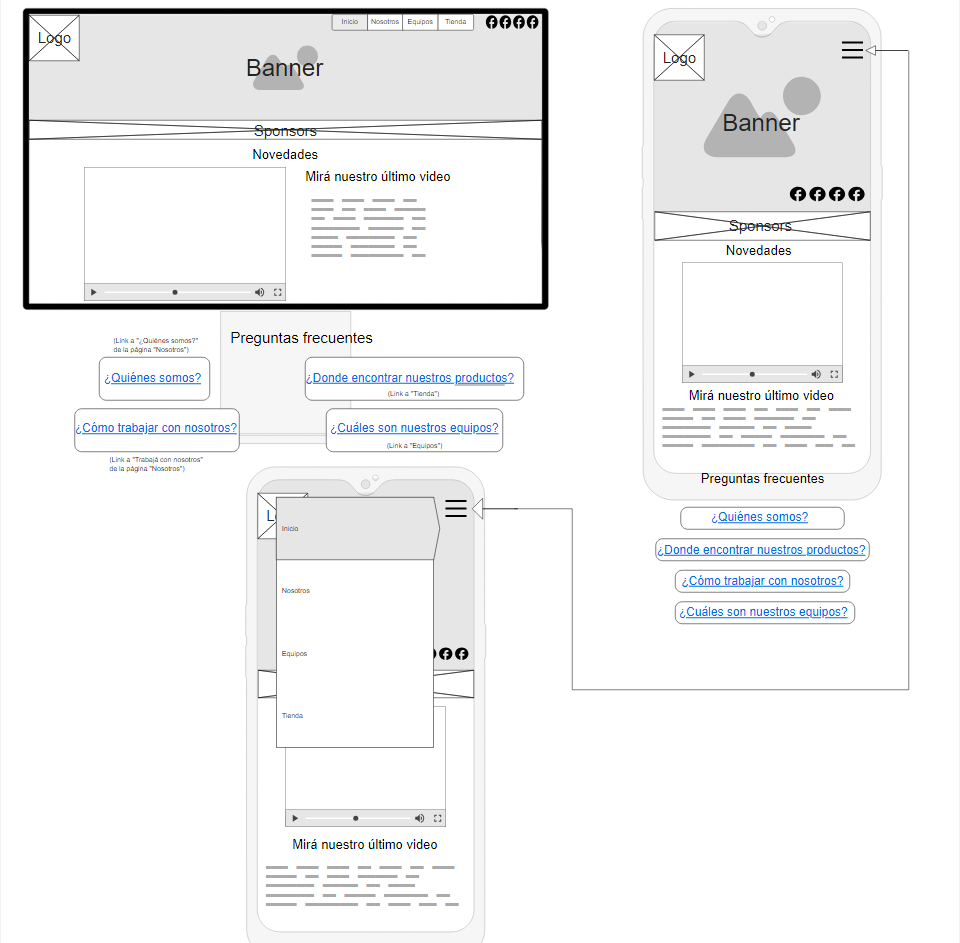 Logo
Inicio
Nosotros
Equipos
Tienda
Banner
Sponsors
Novedades
Mirá nuestro último video
Preguntas frecuentes
(Link a "¿Quiénes somos?"
de la página "Nosotros")
¿Quiénes somos?
¿Donde encontrar nuestros productos?
(Link a "Tienda")
¿Cómo trabajar con nosotros?
¿Cuáles son nuestros equipos?
(Link a "Equipos")
(Link a "Trabajá con nosotros"
de la página "Nosotros")
Logo
Banner
Sponsors
Novedades
Mirá nuestro último video
Preguntas frecuentes
¿Quiénes somos?
¿Donde encontrar nuestros productos?
¿Cómo trabajar con nosotros?
¿Cuáles son nuestros equipos?
Inicio
Nosotros
Equipos
Tienda
Mirá nuestro último video